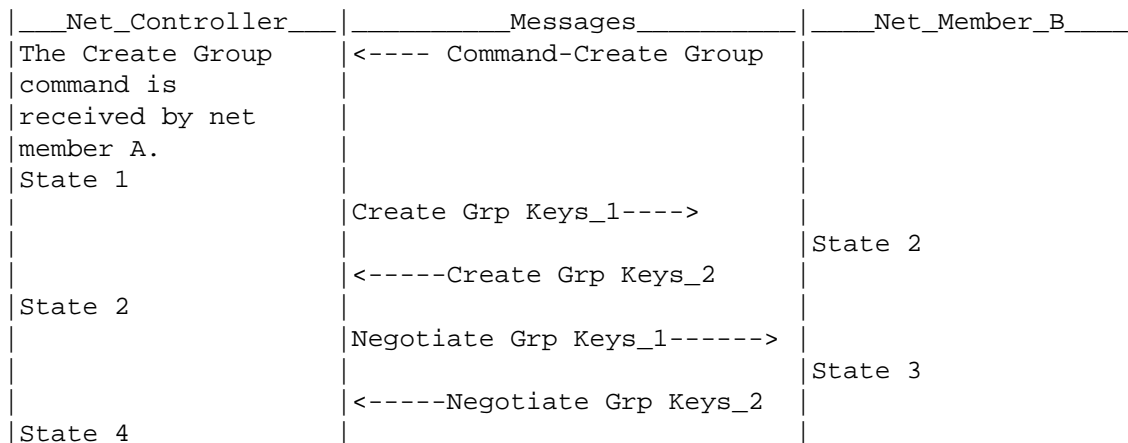 |___Net_Controller___|__________Messages__________|____Net_Member_B____
|The Create Group    |<---- Command-Create Group  |
|command is          |                            |
|received by net     |                            |
|member A.           |                            |
|State 1             |                            |
|                    |Create Grp Keys_1---->      |
|                    |                            |State 2
|                    |<-----Create Grp Keys_2     |
|State 2             |                            |
|                    |Negotiate Grp Keys_1------> |
|                    |                            |State 3
|                    |<-----Negotiate Grp Keys_2  |
|State 4             |                            |